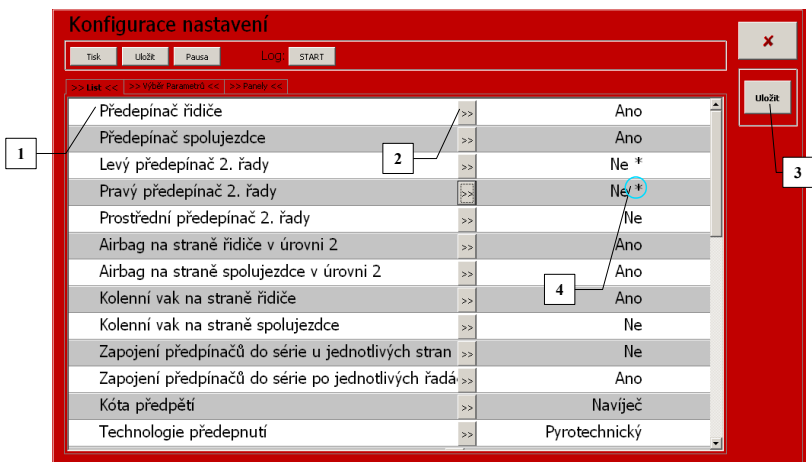 Konfigurace nastavení
Tisk Uložit Pausa Log: START
>> List << >> Výběr Parametrů << >> Panely <<
Uložit
Předepínač řidiče >> Ano
Předepínač spolujezdce >> Ano
Levý předepínač 2. řady >> Ne *
Pravý předepínač 2. řady >> Ne *
Prostřední předepínač 2. řady >> Ne
Airbag na straně řidiče v úrovni 2 >> Ano
Airbag na straně spolujezdce v úrovni 2 >> Ano
Kolenní vak na straně řidiče >> Ano
Kolenní vak na straně spolujezdce >> Ne
Zapojení předpínačů do série u jednotlivých stran >> Ne
Zapojení předpínačů do série po jednotlivých řadá >> Ano
Kóta předpětí >> Navíječ
Technologie předepnutí >> Pyrotechnický
1
2
3
4